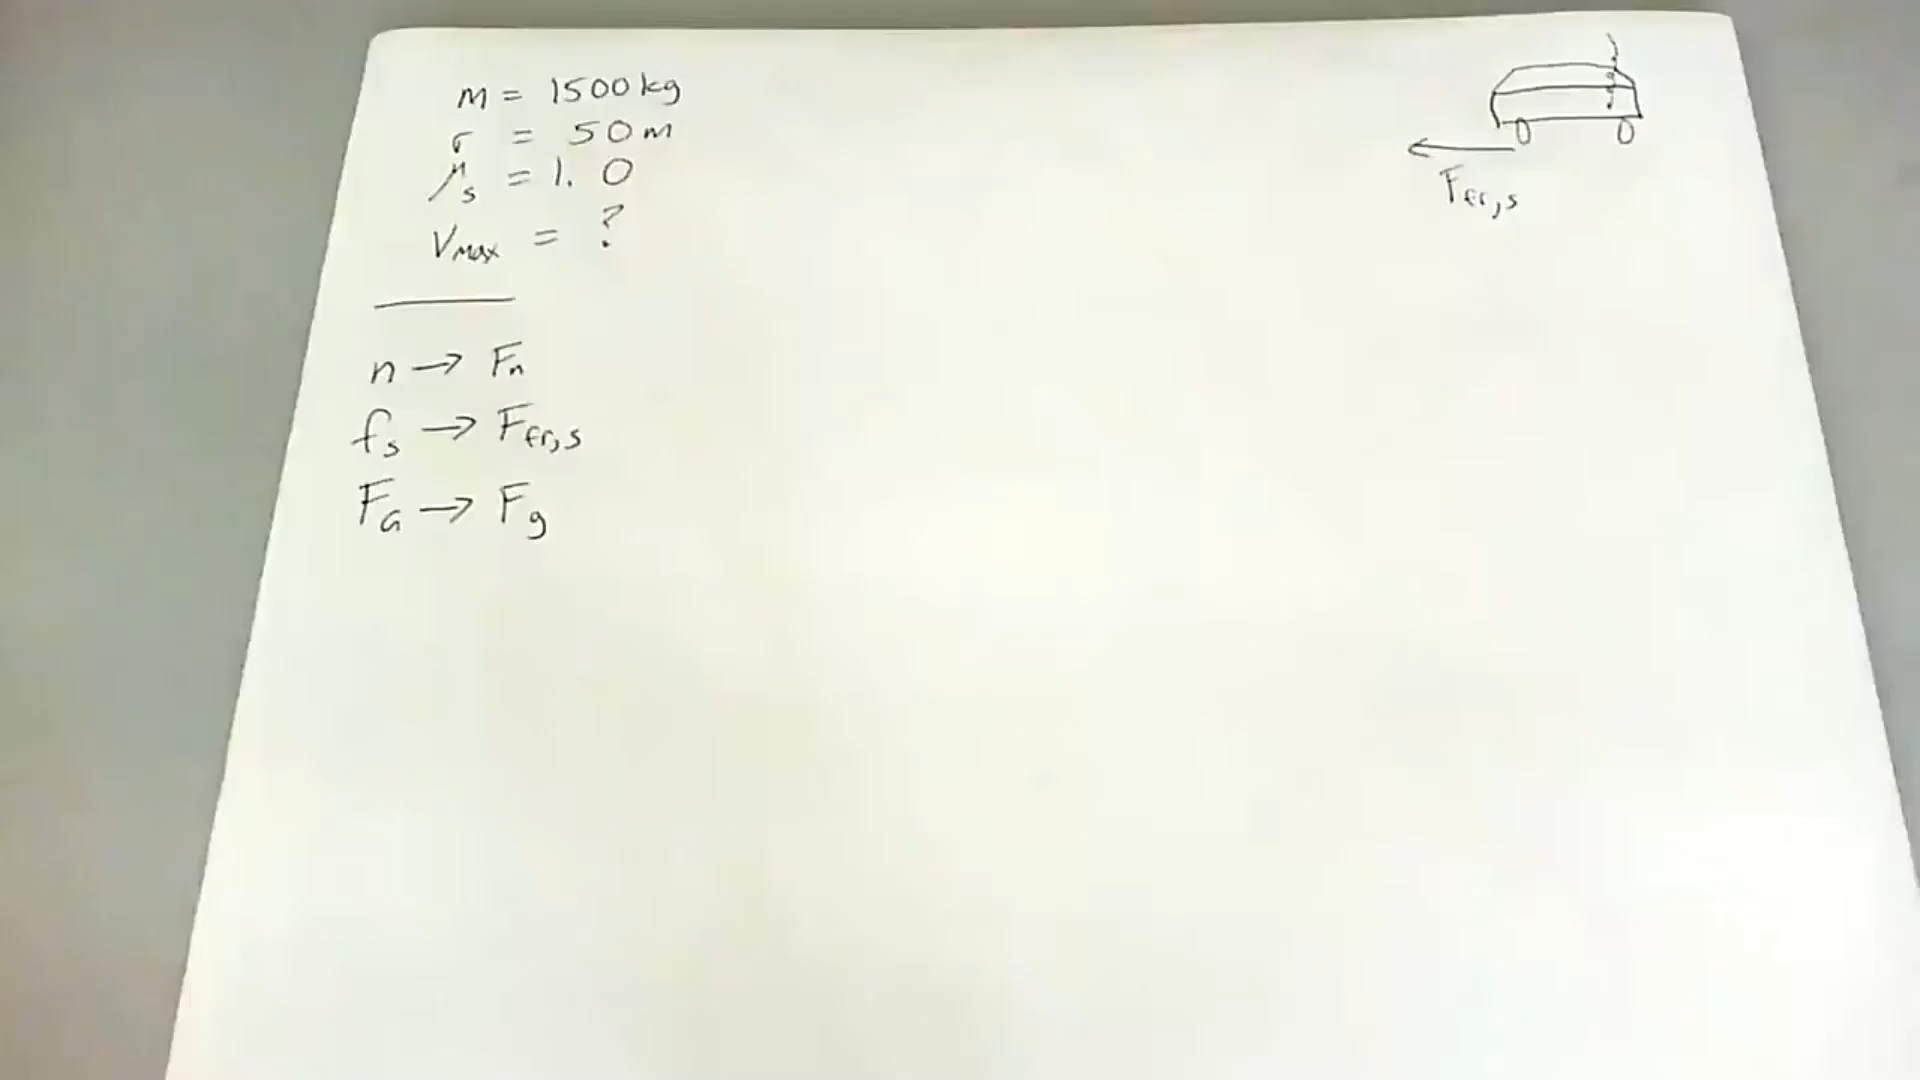 m = 1500 kg
r = 50 m
μs = 1.0
Vmax = ?
n → Fn
fs → Ffr,s
FG → Fg
Ffr,s